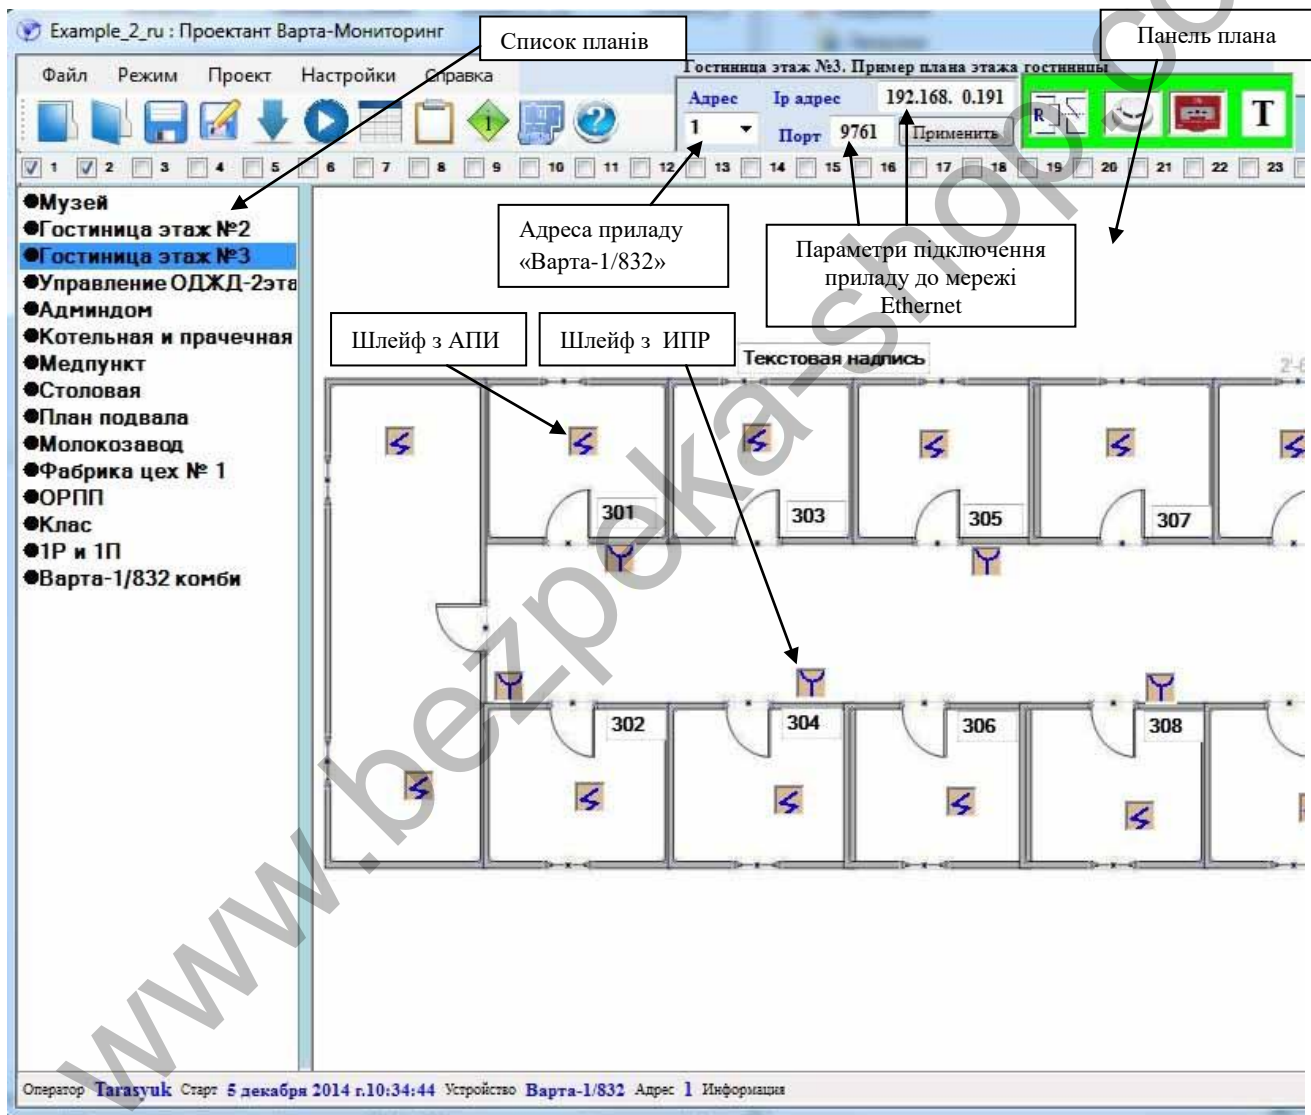 Example_2_ru : Проектант Варта-Мониторинг
Список планів
Панель плана
Файл Режим Проект Настройки Справка
Гостиница этаж №3. Пример плана этажа гостиницы
Адрес Ip адрес 192.168. 0.191
1 Порт 9761 Применить
R T
1
1 2 3 4 5 6 7 8 9 10 11 12 13 14 15 16 17 18 19 20 21 22 23
Музей
Гостиница этаж №2
Гостиница этаж №3
Управление ОДЖД-2эта
Админдом
Котельная и прачечная
Медпункт
Столовая
План подвала
Молокозавод
Фабрика цех № 1
ОРПП
Клас
1Р и 1П
Варта-1/832 комби
Адреса приладу
«Варта-1/832»
Параметри підключення
приладу до мережі
Ethernet
Шлейф з АПИ
Шлейф з ИПР
Текстовая надпись
301 303 305 307
302 304 306 308
Оператор Tarasyuk Старт 5 декабря 2014 г.10:34:44 Устройство Варта-1/832 Адрес 1 Информация